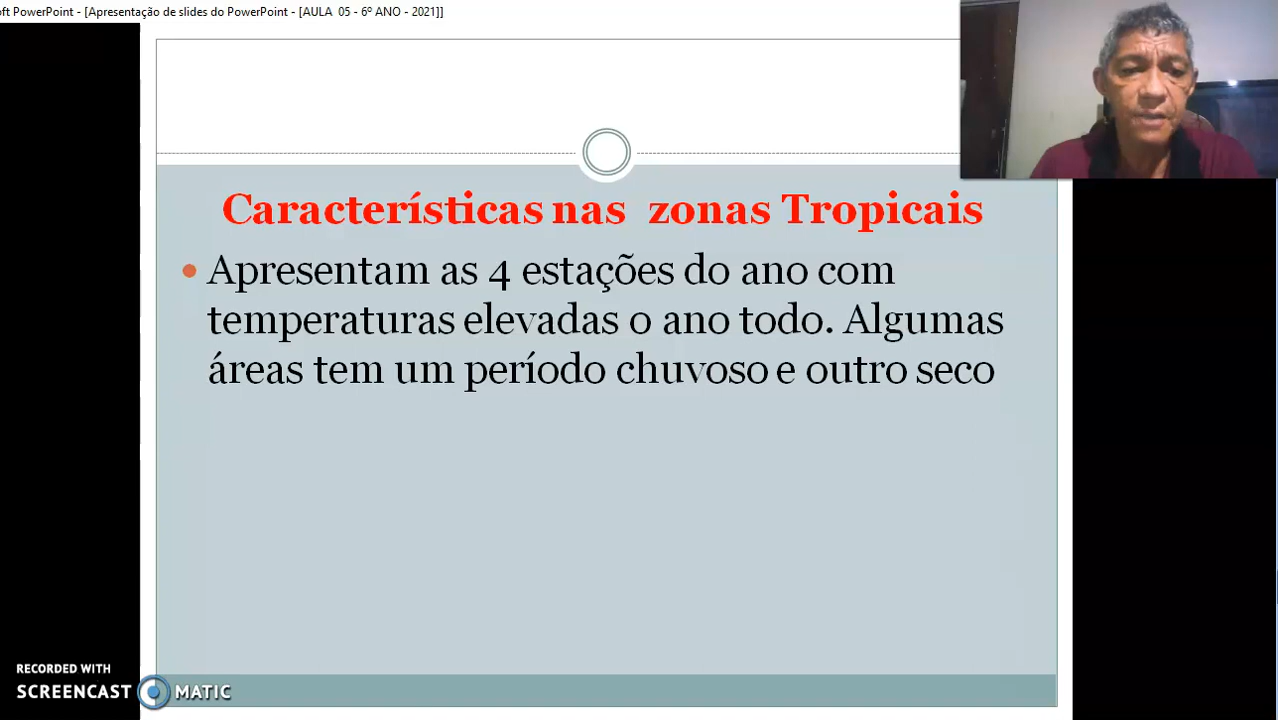 oft PowerPoint - [Apresentação de slides do PowerPoint - [AULA 05 - 6º ANO - 2021]]
Características nas zonas Tropicais
Apresentam as 4 estações do ano com
temperaturas elevadas o ano todo. Algumas
áreas tem um período chuvoso e outro seco
RECORDED WITH
SCREENCAST MATIC